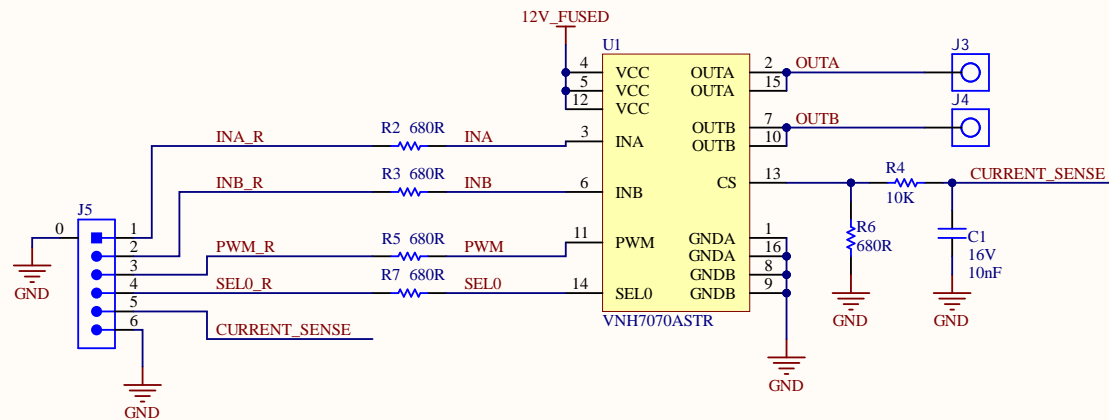 12V_FUSED
U1
4 VCC OUTA 2 OUTA J3
5 VCC OUTA 15
12 VCC
J4
INA_R R2 680R INA 3 INA OUTB 7 OUTB
OUTB 10
R3 680R
INB_R INB 6 INB CS 13 R4 10K CURRENT_SENSE
J5
0 1
2
PWM_R R5 680R PWM 11 PWM GNDA 1 R6 680R C1 16V 10nF
3 GNDA 16
SEL0_R R7 680R SEL0 14 SEL0 GNDB 8
4 GNDB 9
5
GND
6 CURRENT_SENSE VNH7070ASTR GND GND
GND GND